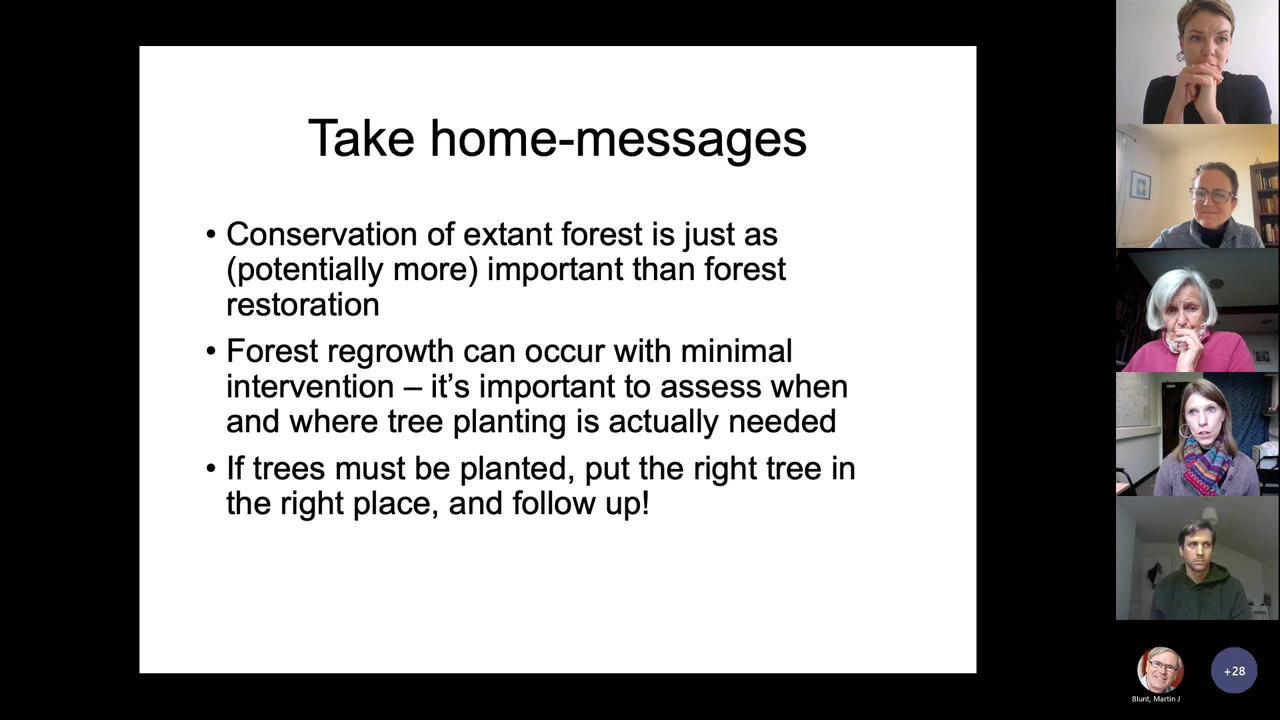 Take home-messages
• Conservation of extant forest is just as
(potentially more) important than forest
restoration
• Forest regrowth can occur with minimal
intervention – it’s important to assess when
and where tree planting is actually needed
• If trees must be planted, put the right tree in
the right place, and follow up!
+28
Blunt, Martin J